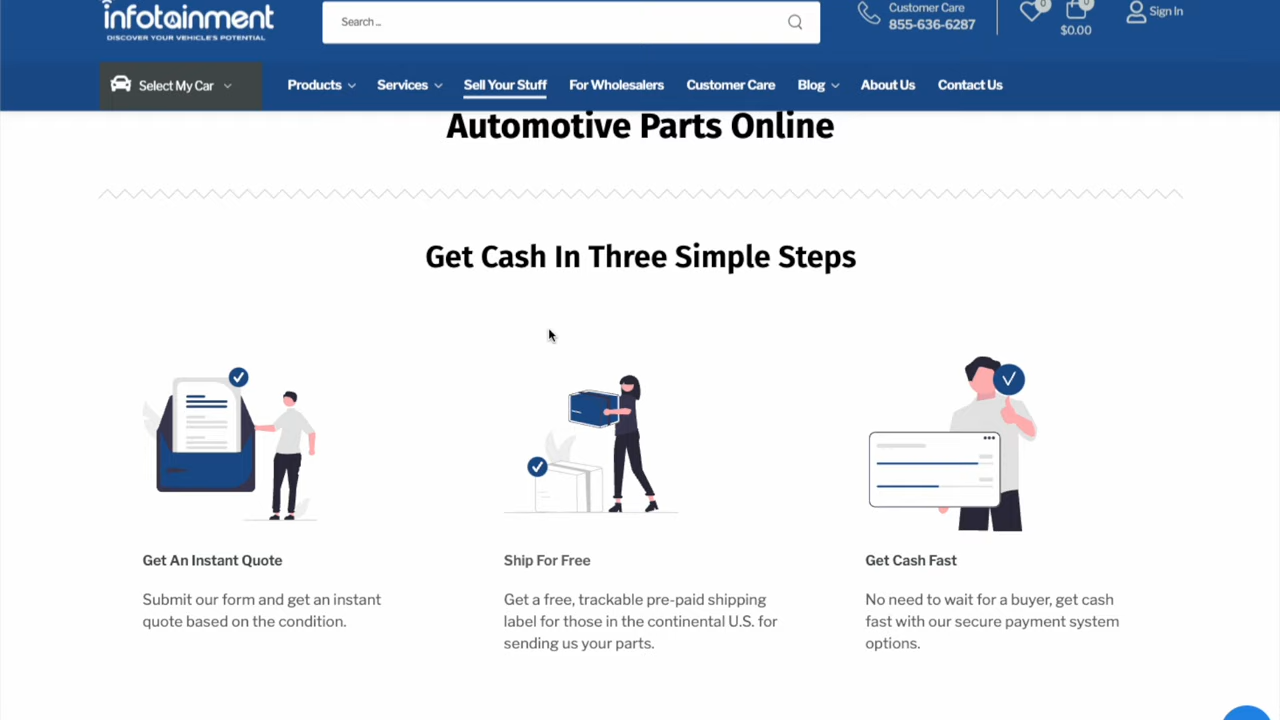 infotainment
DISCOVER YOUR VEHICLE'S POTENTIAL
Search ...
Customer Care
855-636-6287
0
0
$0.00
Sign In
Select My Car
Products
Services
Sell Your Stuff
For Wholesalers
Customer Care
Blog
About Us
Contact Us
Automotive Parts Online
Get Cash In Three Simple Steps
Get An Instant Quote
Submit our form and get an instant
quote based on the condition.
Ship For Free
Get a free, trackable pre-paid shipping
label for those in the continental U.S. for
sending us your parts.
Get Cash Fast
No need to wait for a buyer, get cash
fast with our secure payment system
options.